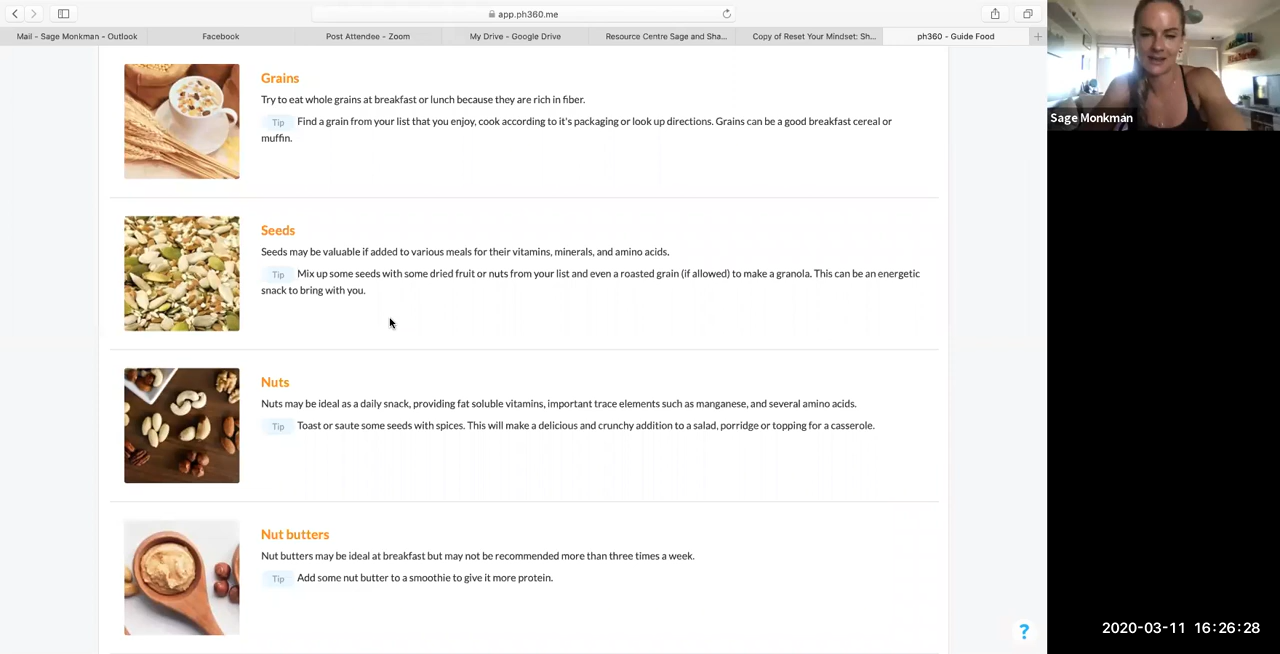 app.ph360.me
Mail - Sage Monkman - Outlook
Facebook
Post Attendee - Zoom
My Drive - Google Drive
Resource Centre Sage and Sha...
Copy of Reset Your Mindset: Sh...
ph360 - Guide Food
Sage Monkman
Grains
Try to eat whole grains at breakfast or lunch because they are rich in fiber.
Tip Find a grain from your list that you enjoy, cook according to it's packaging or look up directions. Grains can be a good breakfast cereal or
muffin.
Seeds
Seeds may be valuable if added to various meals for their vitamins, minerals, and amino acids.
Tip Mix up some seeds with some dried fruit or nuts from your list and even a roasted grain (if allowed) to make a granola. This can be an energetic
snack to bring with you.
Nuts
Nuts may be ideal as a daily snack, providing fat soluble vitamins, important trace elements such as manganese, and several amino acids.
Tip Toast or saute some seeds with spices. This will make a delicious and crunchy addition to a salad, porridge or topping for a casserole.
Nut butters
Nut butters may be ideal at breakfast but may not be recommended more than three times a week.
Tip Add some nut butter to a smoothie to give it more protein.
?
2020-03-11 16:26:28